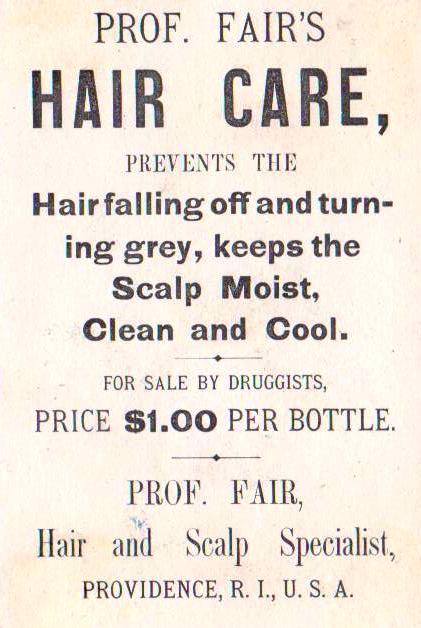 PROF. FAIR'S
HAIR CARE,
PREVENTS THE
Hair falling off and turn-
ing grey, keeps the
Scalp Moist,
Clean and Cool.
FOR SALE BY DRUGGISTS,
PRICE $1.00 PER BOTTLE.
PROF. FAIR,
Hair and Scalp Specialist,
PROVIDENCE, R. I., U. S. A.